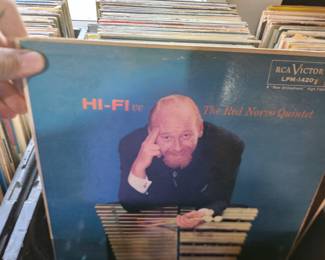 RCA VICTOR
LPM-1420
HI-FIve The Red Norvo Quintet